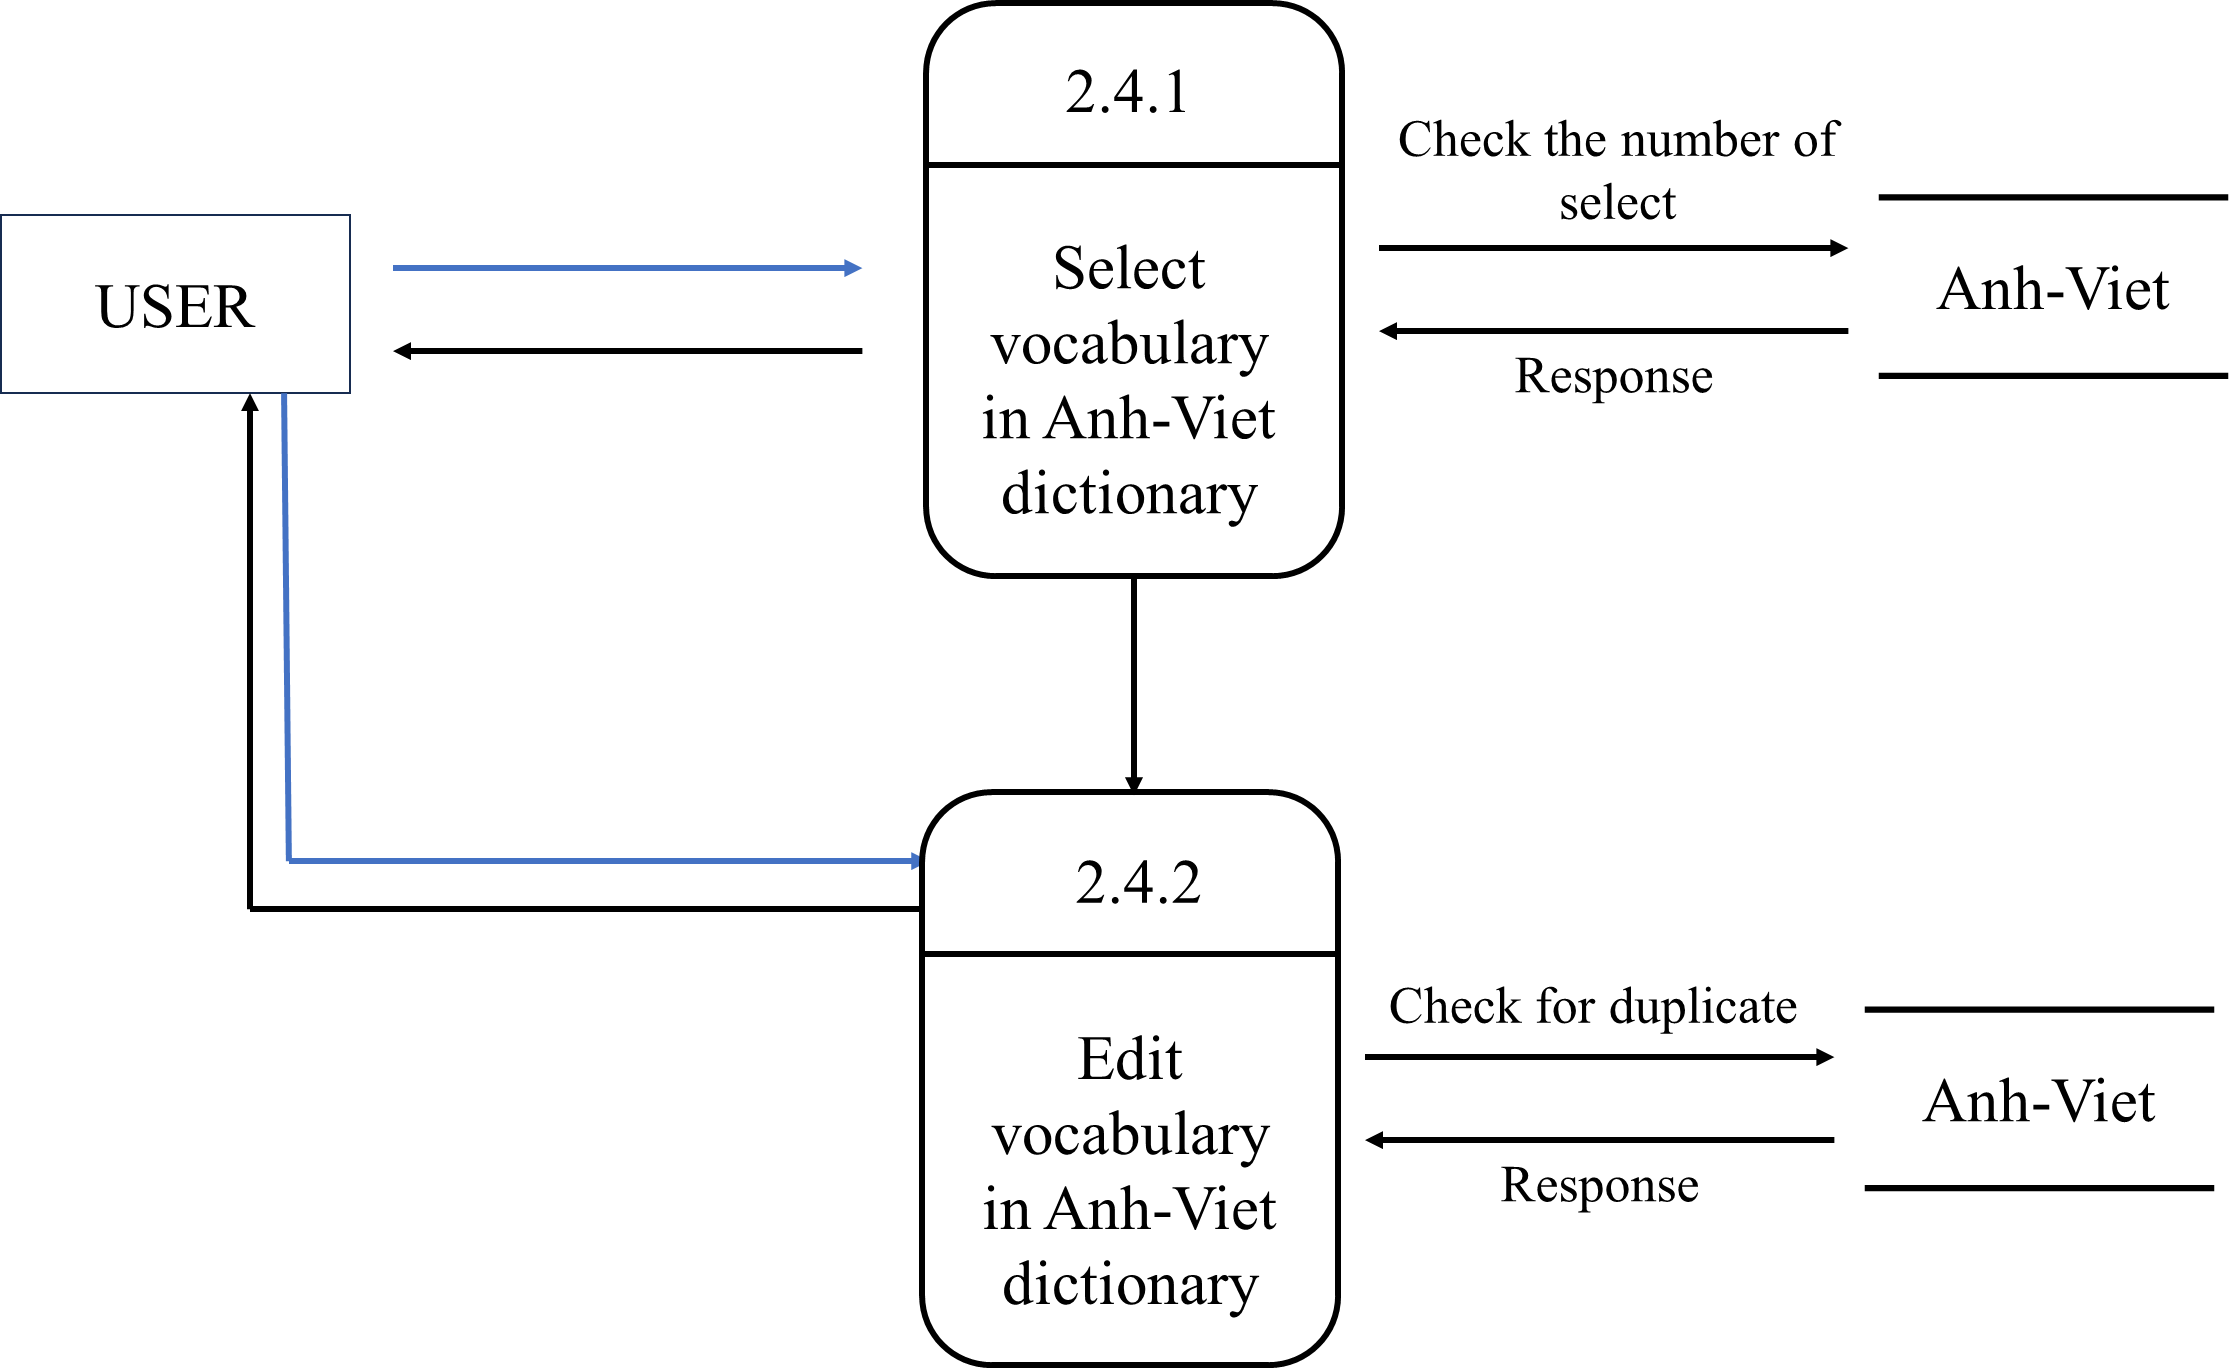 2.4.1
Check the number of
select
USER
Select
vocabulary
in Anh-Viet
dictionary
Anh-Viet
Response
2.4.2
Check for duplicate
Edit
vocabulary
in Anh-Viet
dictionary
Anh-Viet
Response